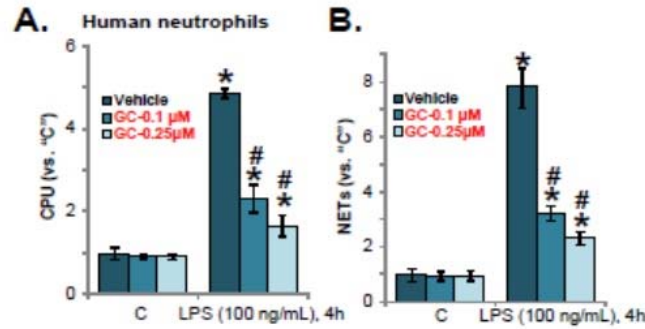 A. Human neutrophils
CPU (vs. "C")
6
4
2
0
Vehicle
GC-0.1 µM
GC-0.25µM
*
#
*
#
*
C
LPS (100 ng/mL), 4h
B.
NETs (vs. "C")
8
6
4
2
0
Vehicle
GC-0.1 µM
GC-0.25µM
*
#
*
#
*
C
LPS (100 ng/mL), 4h